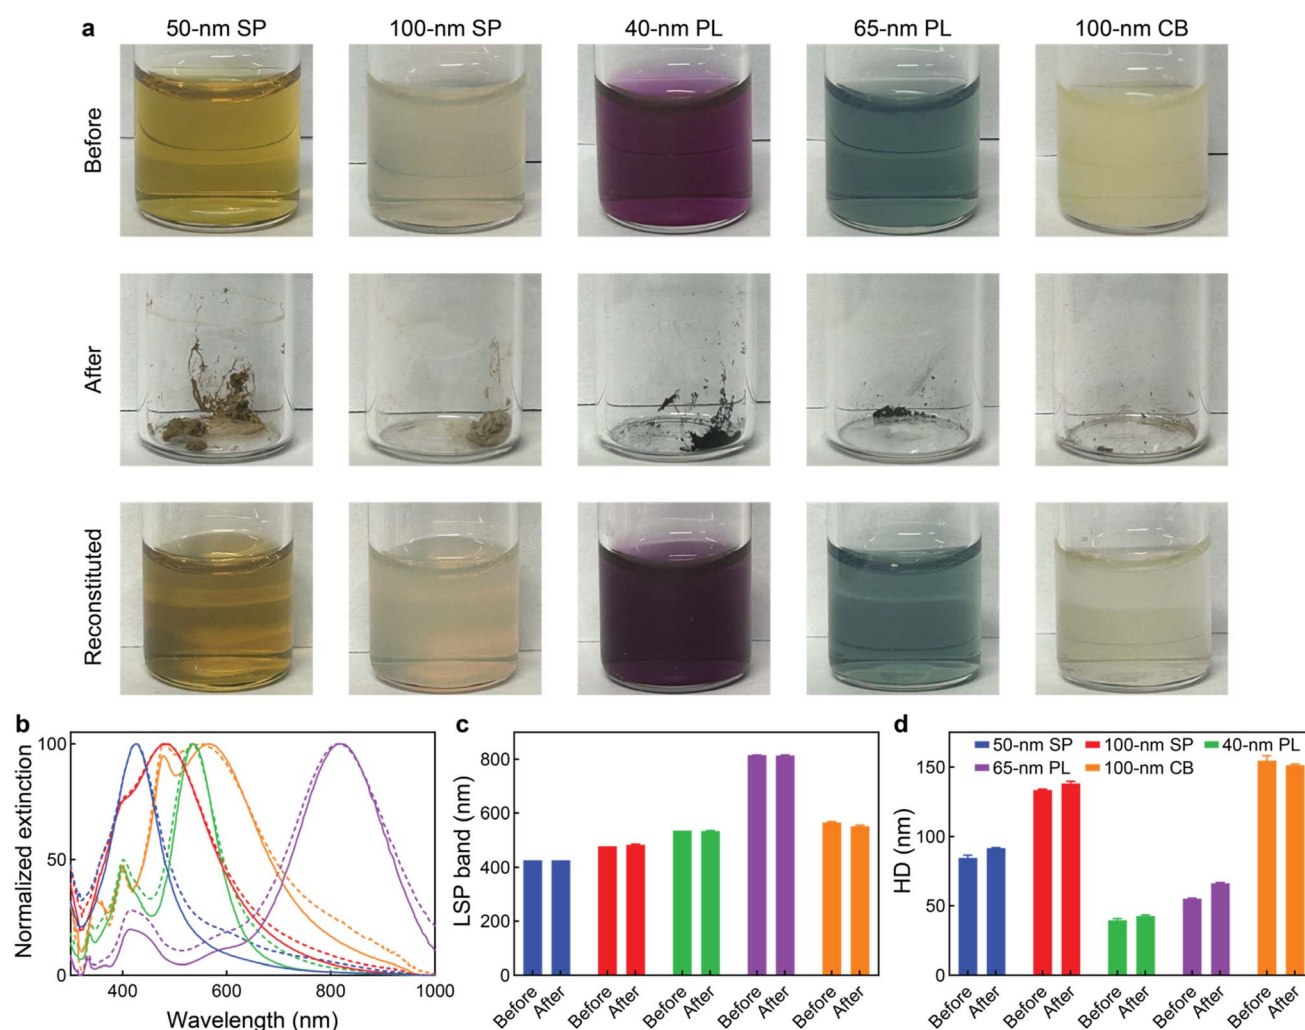 a
50-nm SP 100-nm SP 40-nm PL 65-nm PL 100-nm CB
Before
After
Reconstituted
b
Normalized extinction
100
50
0
400 600 800 1000
Wavelength (nm)
c
LSP band (nm)
800
600
400
200
0
Before After Before After Before After Before After Before After
d
50-nm SP 100-nm SP 40-nm PL
65-nm PL 100-nm CB
HD (nm)
150
100
50
0
Before After Before After Before After Before After Before After